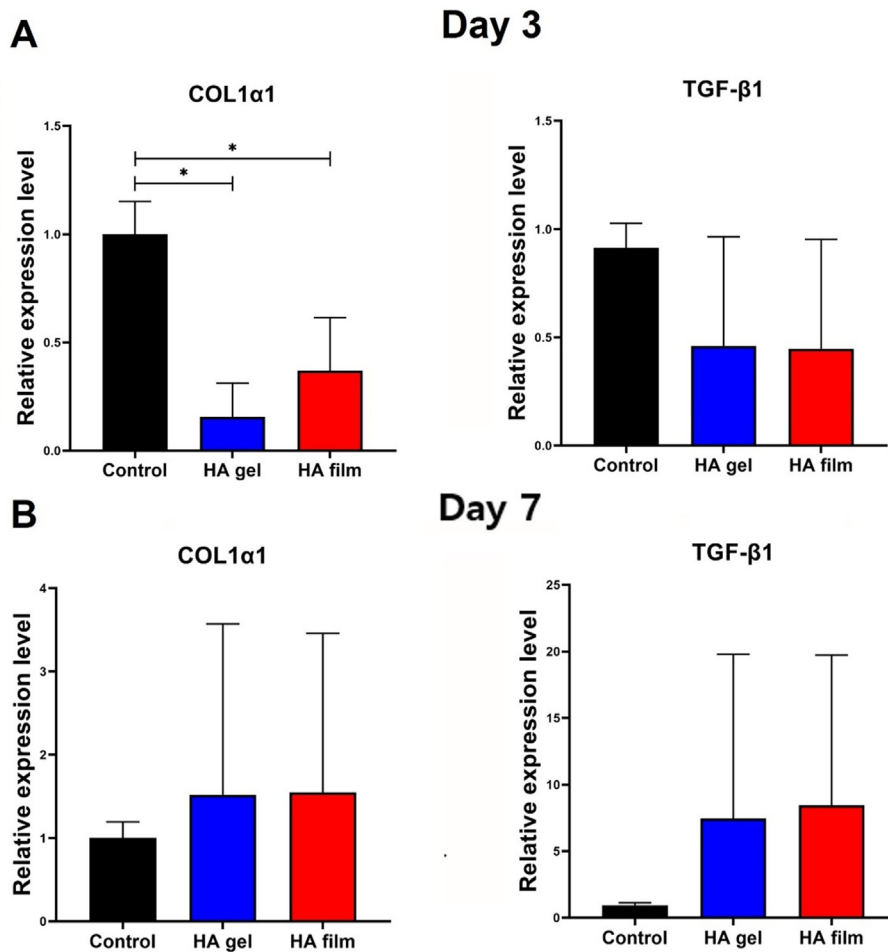 A
Day 3
COL1α1
Relative expression level
1.5
1.0
0.5
0.0
*
*
Control HA gel HA film
TGF-β1
Relative expression level
1.5
1.0
0.5
0.0
Control HA gel HA film
B
Day 7
COL1α1
Relative expression level
4
3
2
1
0
Control HA gel HA film
TGF-β1
Relative expression level
25
20
15
10
5
0
Control HA gel HA film